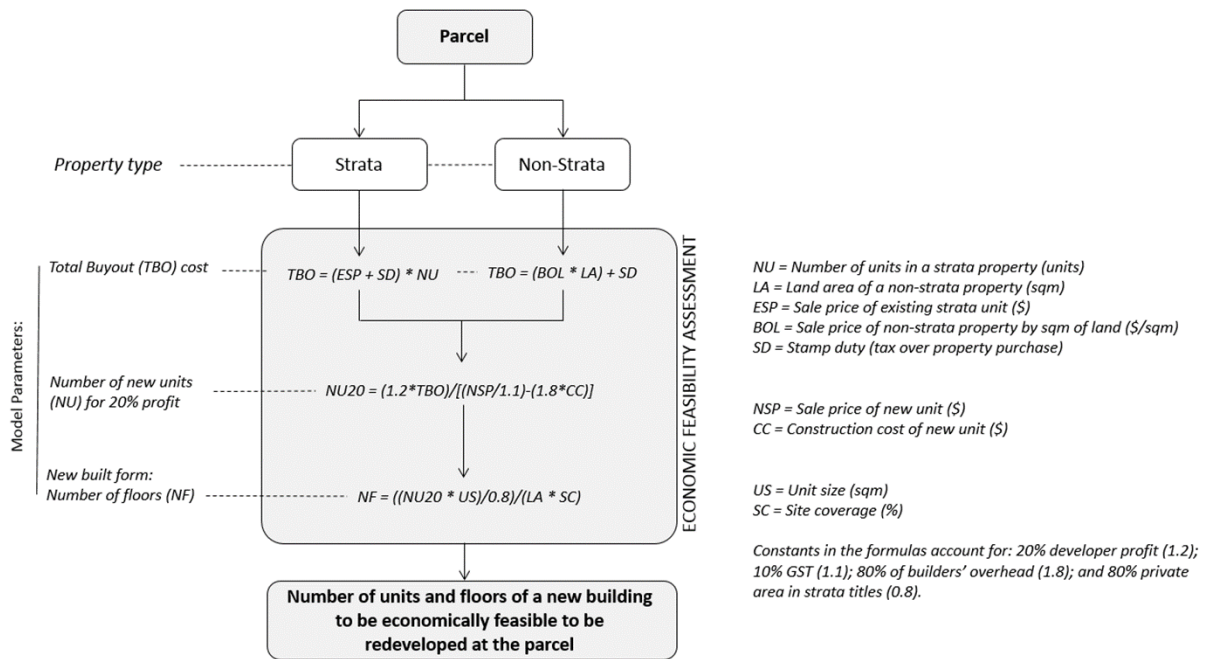 Parcel
Property type
Strata
Non-Strata
Model Parameters:
Total Buyout (TBO) cost
TBO = (ESP + SD) * NU
TBO = (BOL * LA) + SD
Number of new units
(NU) for 20% profit
NU20 = (1.2*TBO)/[(NSP/1.1)-(1.8*CC)]
New built form:
Number of floors (NF)
NF = ((NU20 * US)/0.8)/(LA * SC)
ECONOMIC FEASIBILITY ASSESSMENT
NU = Number of units in a strata property (units)
LA = Land area of a non-strata property (sqm)
ESP = Sale price of existing strata unit ($)
BOL = Sale price of non-strata property by sqm of land ($/sqm)
SD = Stamp duty (tax over property purchase)
NSP = Sale price of new unit ($)
CC = Construction cost of new unit ($)
US = Unit size (sqm)
SC = Site coverage (%)
Constants in the formulas account for: 20% developer profit (1.2);
10% GST (1.1); 80% of builders' overhead (1.8); and 80% private
area in strata titles (0.8).
Number of units and floors of a new building
to be economically feasible to be
redeveloped at the parcel